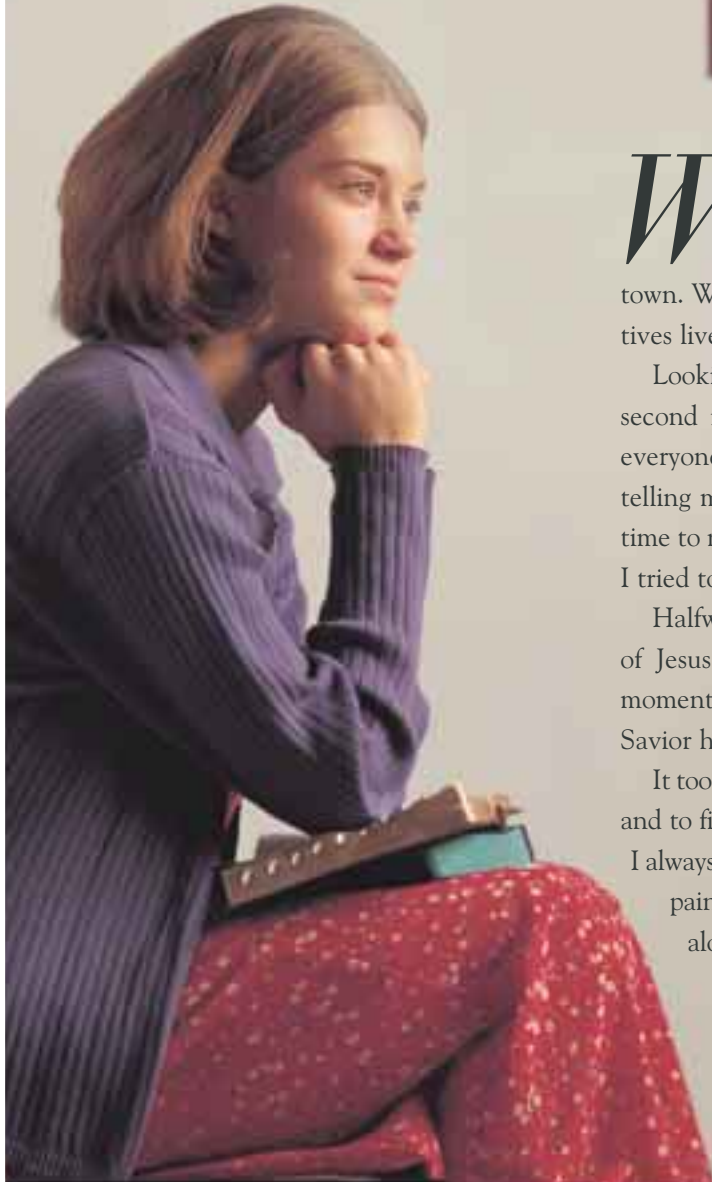 W
town. W
tives live
Looki
second
everyone
telling m
time to
I tried to
Halfw
of Jesus
moment
Savior h
It too
and to fi
I always
pain
alo